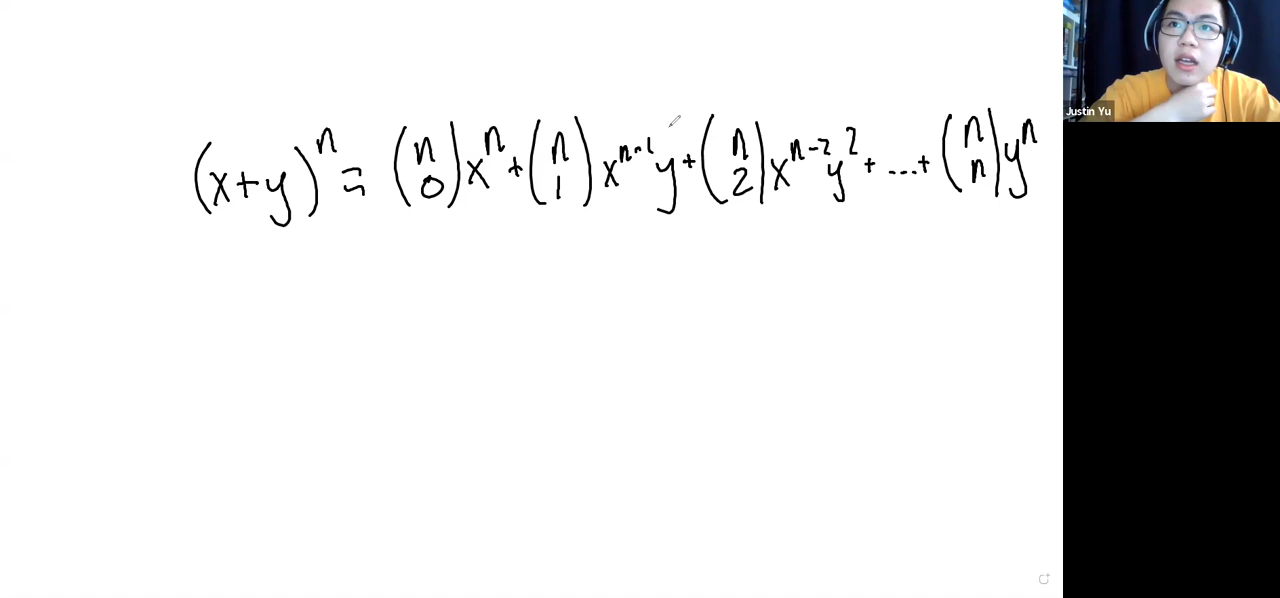 Justin Yu
(x+y)^n = (n 0) x^n + (n 1) x^{n-1} y + (n 2) x^{n-2} y^2 + ... + (n n) y^n